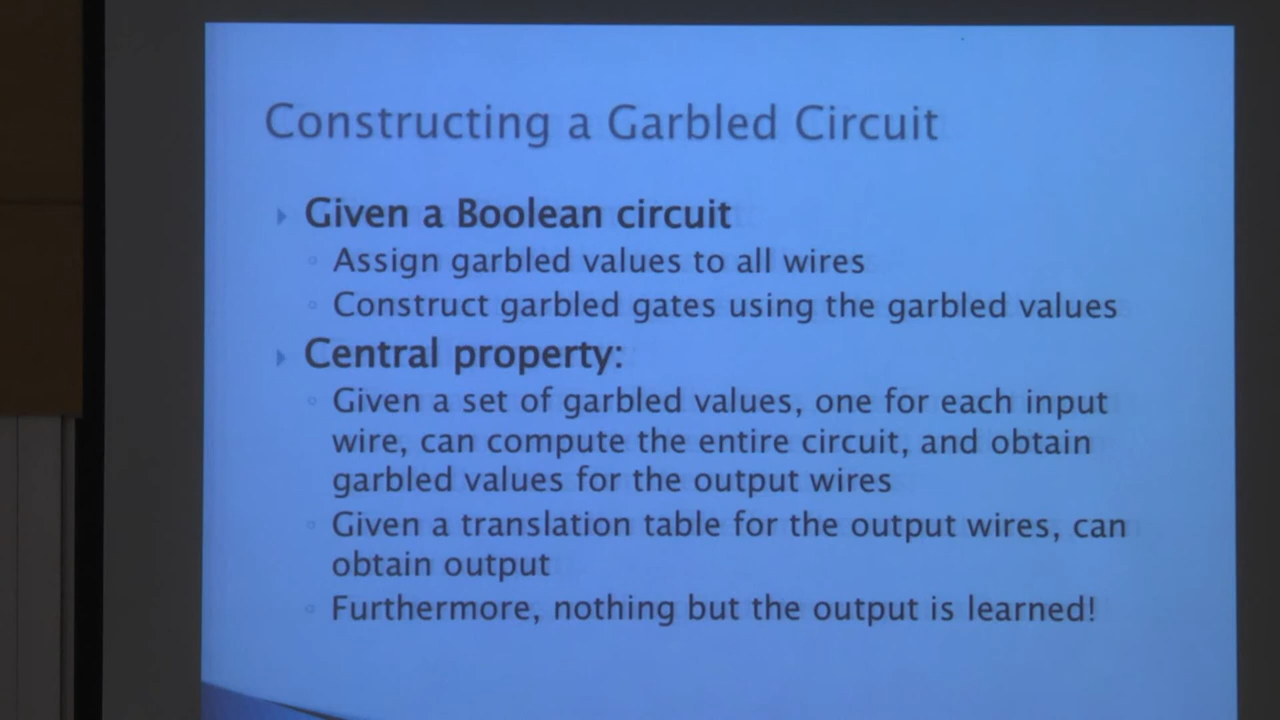 Constructing a Garbled Circuit
Given a Boolean circuit
Assign garbled values to all wires
Construct garbled gates using the garbled values
Central property:
Given a set of garbled values, one for each input
wire, can compute the entire circuit, and obtain
garbled values for the output wires
Given a translation table for the output wires, can
obtain output
Furthermore, nothing but the output is learned!